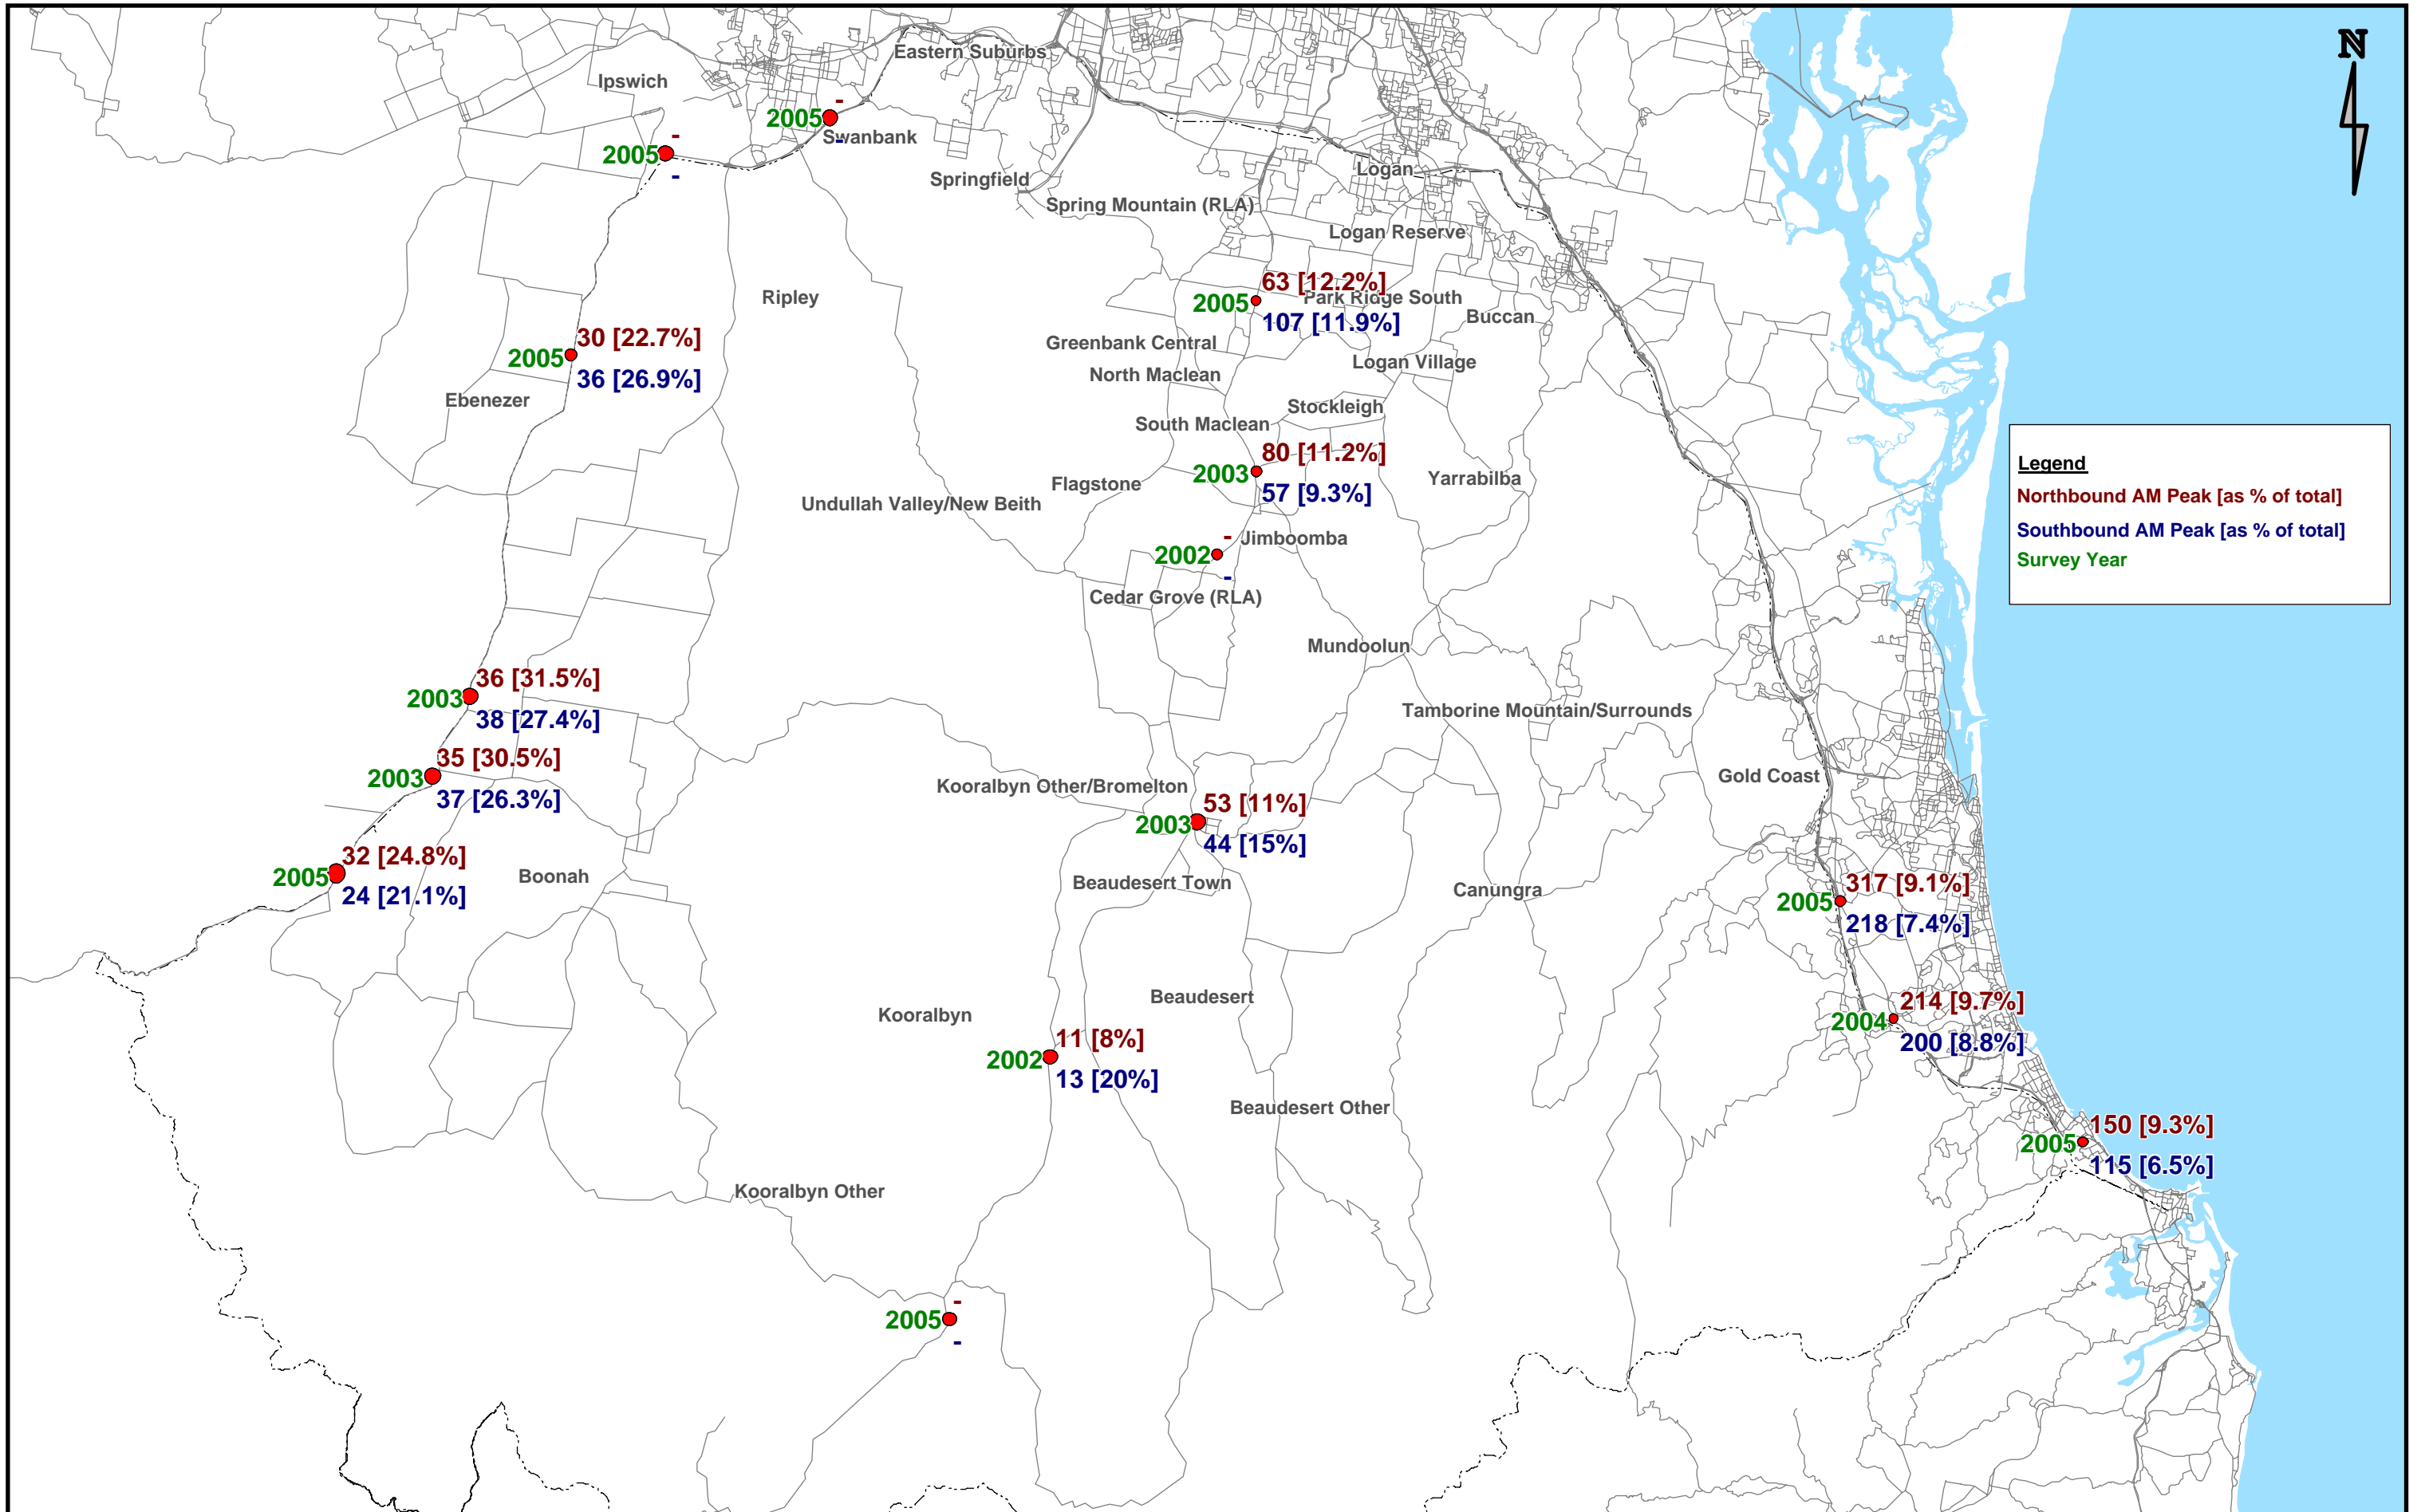 N
Eastern Suburbs
Ipswich
-
2005
Swanbank
-
-
2005
-
Springfield
Logan
Spring Mountain (RLA)
Logan Reserve
63 [12.2%]
2005
Park Ridge South
107 [11.9%]
Ripley
Buccan
30 [22.7%]
2005
36 [26.9%]
Greenbank Central
Logan Village
North Maclean
Ebenezer
Stockleigh
South Maclean
80 [11.2%]
2003
57 [9.3%]
Flagstone
Yarrabilba
Undullah Valley/New Beith
Legend
Northbound AM Peak [as % of total]
Southbound AM Peak [as % of total]
Survey Year
-
Jimboomba
2002
-
Cedar Grove (RLA)
Mundoolun
36 [31.5%]
2003
38 [27.4%]
Tamborine Mountain/Surrounds
35 [30.5%]
2003
37 [26.3%]
Gold Coast
Kooralbyn Other/Bromelton
53 [11%]
2003
44 [15%]
32 [24.8%]
2005
24 [21.1%]
Boonah
Beaudesert Town
Canungra
317 [9.1%]
2005
218 [7.4%]
Beaudesert
Kooralbyn
214 [9.7%]
2004
200 [8.8%]
11 [8%]
2002
13 [20%]
Beaudesert Other
150 [9.3%]
2005
115 [6.5%]
Kooralbyn Other
-
2005
-